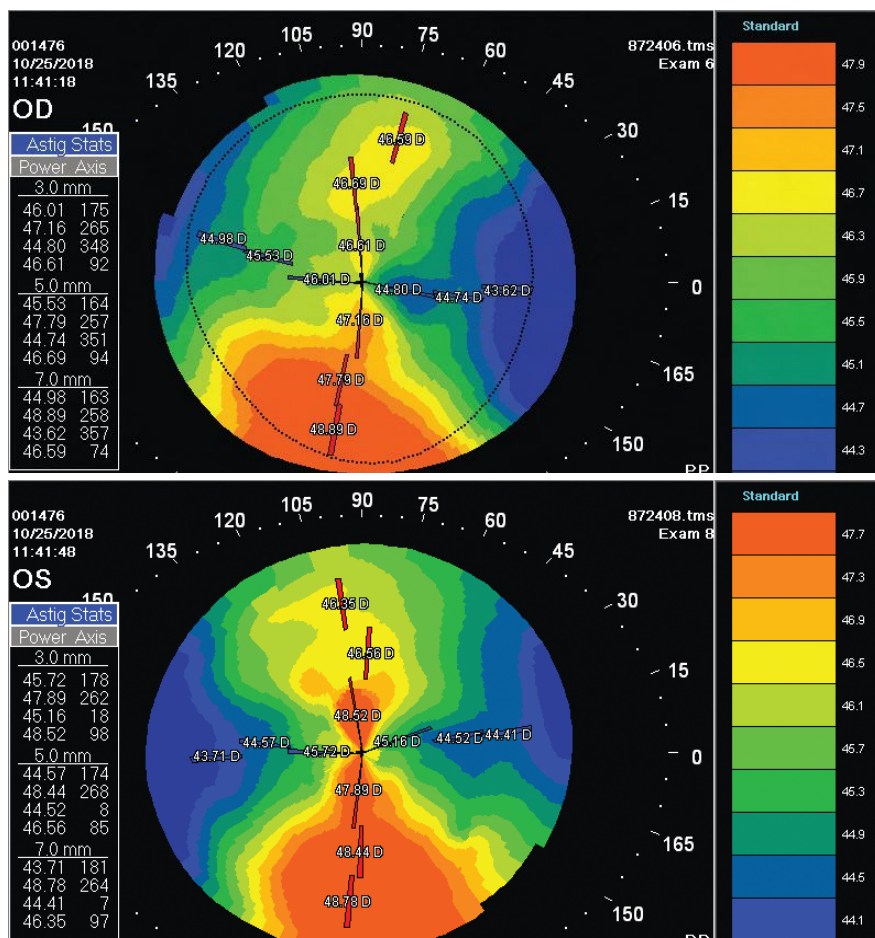 001476
10/25/2018
11:41:18
OD
872406.tms
Exam 6
135
120
105
90
75
60
45
30
15
0
165
150
150
Astig Stats
Power Axis
3.0 mm
46.01 175
47.16 265
44.80 348
46.61 92
5.0 mm
45.53 164
47.79 257
44.74 351
46.69 94
7.0 mm
44.98 163
48.89 258
43.62 357
46.59 74
46.59 D
46.69 D
46.61 D
44.98 D
45.53 D
46.01 D
44.80 D
44.74 D
43.62 D
47.16 D
47.79 D
48.89 D
Standard
47.9
47.5
47.1
46.7
46.3
45.9
45.5
45.1
44.7
44.3
001476
10/25/2018
11:41:48
OS
872408.tms
Exam 8
135
120
105
90
75
60
45
30
15
0
165
150
150
Astig Stats
Power Axis
3.0 mm
45.72 178
47.89 262
45.16 18
48.52 98
5.0 mm
44.57 174
48.44 268
44.52 8
46.56 85
7.0 mm
43.71 181
48.78 264
44.41 7
46.35 97
46.35 D
46.56 D
48.52 D
43.71 D
44.57 D
45.72 D
45.16 D
44.52 D
44.41 D
47.89 D
48.44 D
48.78 D
Standard
47.7
47.3
46.9
46.5
46.1
45.7
45.3
44.9
44.5
44.1